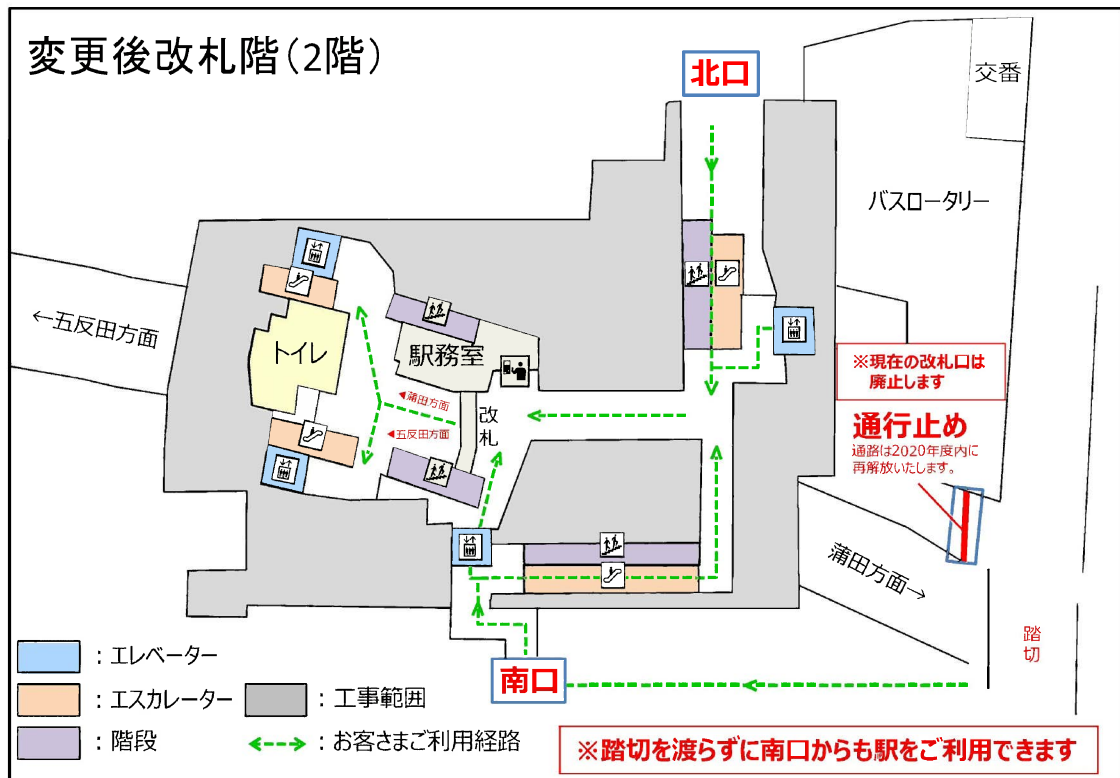 変更後改札階(2階)
北口
交番
バスロータリー
←五反田方面
トイレ
駅務室
◀蒲田方面
◀五反田方面
改札
※現在の改札口は
廃止します
通行止め
通路は2020年度内に
再解放いたします。
蒲田方面→
踏切
南口
:エレベーター
:エスカレーター
:工事範囲
:階段
:お客さまご利用経路
※踏切を渡らずに南口からも駅をご利用できます